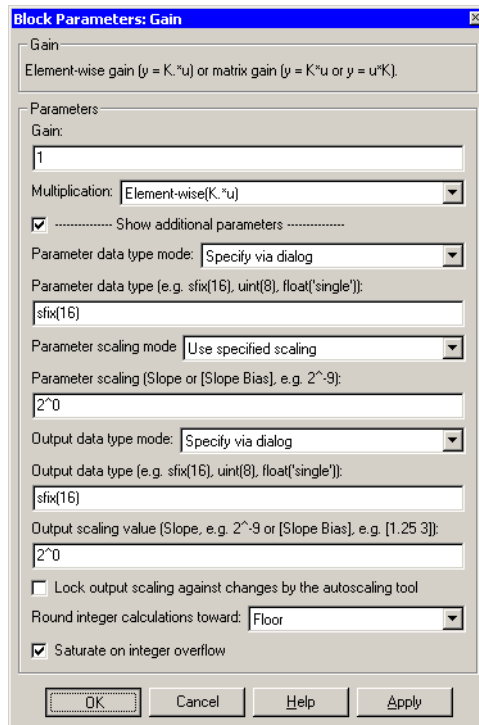 Block Parameters: Gain
Gain
Element-wise gain (y = K.*u) or matrix gain (y = K*u or y = u*K).
Parameters
Gain:
1
Multiplication: Element-wise(K.*u)
-------------- Show additional parameters --------------
Parameter data type mode: Specify via dialog
Parameter data type (e.g. sfix(16), uint(8), float('single')):
sfix(16)
Parameter scaling mode Use specified scaling
Parameter scaling (Slope or [Slope Bias], e.g. 2^-9):
2^0
Output data type mode: Specify via dialog
Output data type (e.g. sfix(16), uint(8), float('single')):
sfix(16)
Output scaling value (Slope, e.g. 2^-9 or [Slope Bias], e.g. [1.25 3]):
2^0
Lock output scaling against changes by the autoscaling tool
Round integer calculations toward: Floor
Saturate on integer overflow
OK Cancel Help Apply